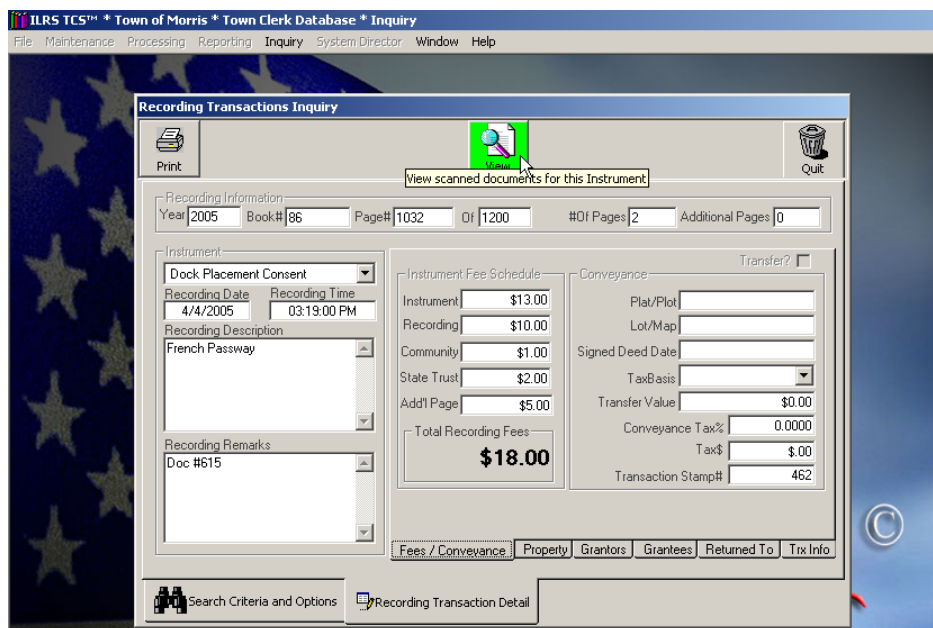 ILRS TCS™ * Town of Morris * Town Clerk Database * Inquiry
File Maintenance Processing Reporting Inquiry System Director Window Help
Recording Transactions Inquiry
Print View Quit
View scanned documents for this Instrument
Recording Information
Year 2005 Book# 86 Page# 1032 Of 1200 #Of Pages 2 Additional Pages 0
Instrument
Dock Placement Consent
Recording Date Recording Time
4/4/2005 03:19:00 PM
Recording Description
French Passway
Recording Remarks
Doc #615
Transfer?
Instrument Fee Schedule
Instrument $13.00
Recording $10.00
Community $1.00
State Trust $2.00
Add'l Page $5.00
Total Recording Fees
$18.00
Conveyance
Plat/Plot
Lot/Map
Signed Deed Date
TaxBasis
Transfer Value $0.00
Conveyance Tax% 0.0000
Tax$ $.00
Transaction Stamp# 462
Fees / Conveyance Property Grantors Grantees Returned To Trx Info
Search Criteria and Options Recording Transaction Detail
©